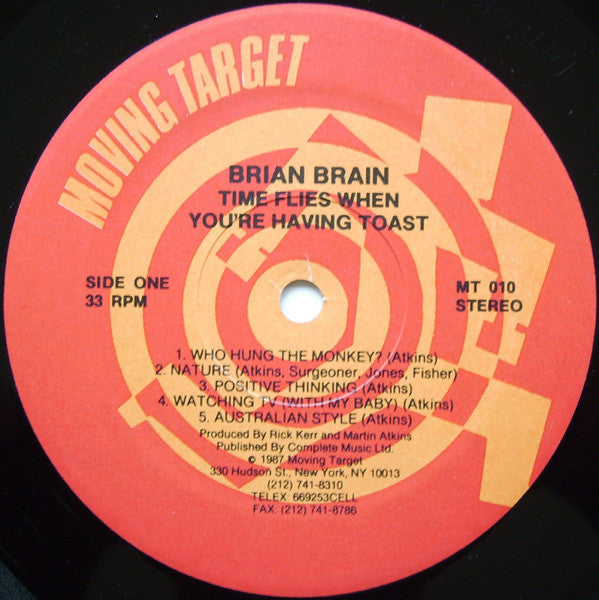 MOVING TARGET
BRIAN BRAIN
TIME FLIES WHEN
YOU'RE HAVING TOAST
SIDE ONE
33 RPM
MT 010
STEREO
1. WHO HUNG THE MONKEY? (Atkins)
2. NATURE (Atkins, Surgeoner, Jones, Fisher)
3. POSITIVE THINKING (Atkins)
4. WATCHING TV (WITH MY BABY) (Atkins)
5. AUSTRALIAN STYLE (Atkins)
Produced By Rick Kerr and Martin Atkins
Published By Complete Music Ltd.
© 1987 Moving Target
330 Hudson St., New York, NY 10013
(212) 741-8310
TELEX 669253CELL
FAX: (212) 741-8786